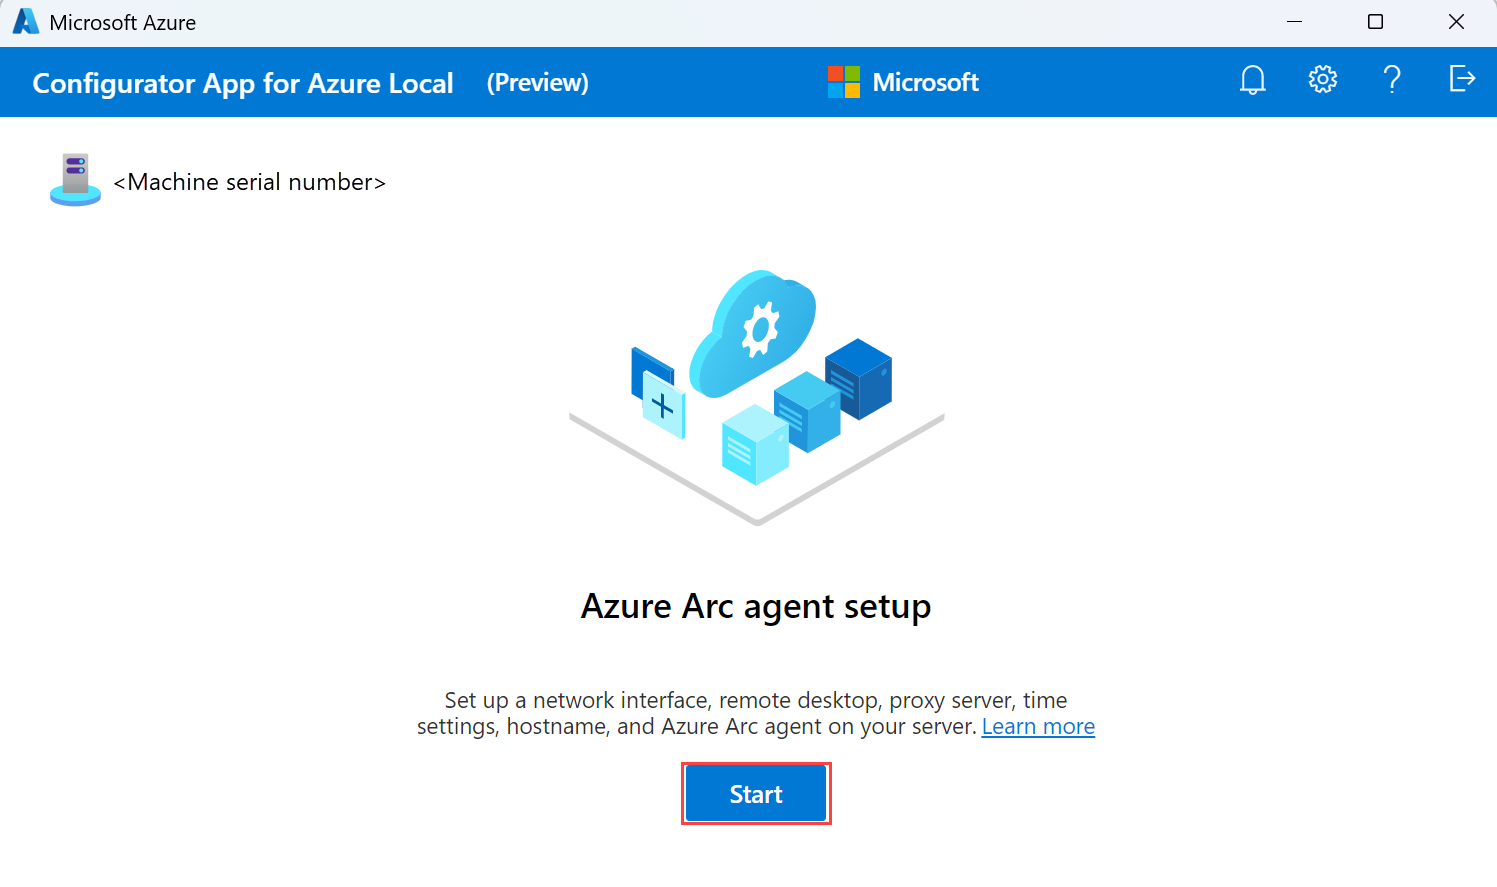 Microsoft Azure
Configurator App for Azure Local (Preview)
Microsoft
<Machine serial number>
Azure Arc agent setup
Set up a network interface, remote desktop, proxy server, time
settings, hostname, and Azure Arc agent on your server. Learn more
Start